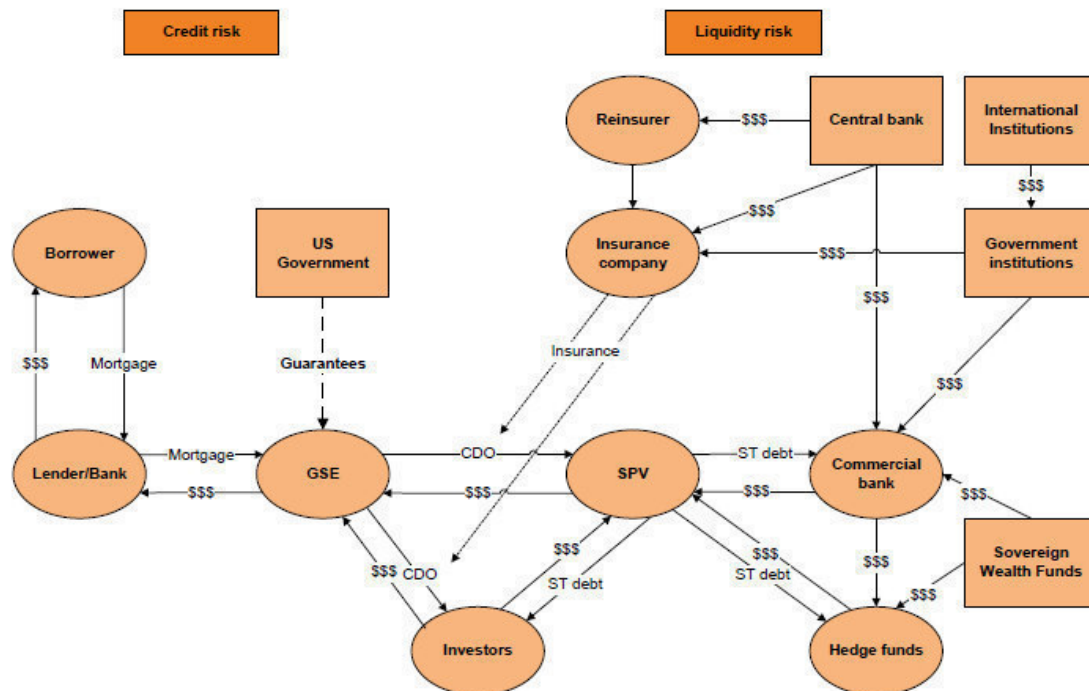 Credit risk
Liquidity risk
Reinsurer
$$$
Central bank
International
Institutions
$$$
$$$
Borrower
US
Government
Insurance
company
$$$
Government
institutions
$$$
Insurance
$$$
Mortgage
Guarantees
$$$
Lender/Bank
Mortgage
$$$
GSE
CDO
$$$
SPV
ST debt
$$$
Commercial
bank
$$$
$$$
CDO
$$$
ST debt
$$$
ST debt
$$$
Sovereign
Wealth Funds
$$$
Investors
Hedge funds